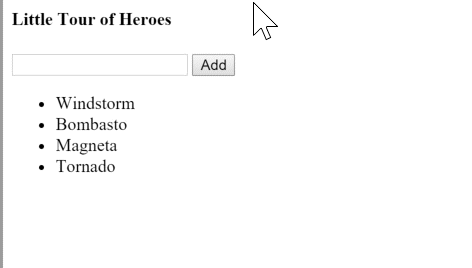 Little Tour of Heroes
Add
Windstorm
Bombasto
Magneta
Tornado